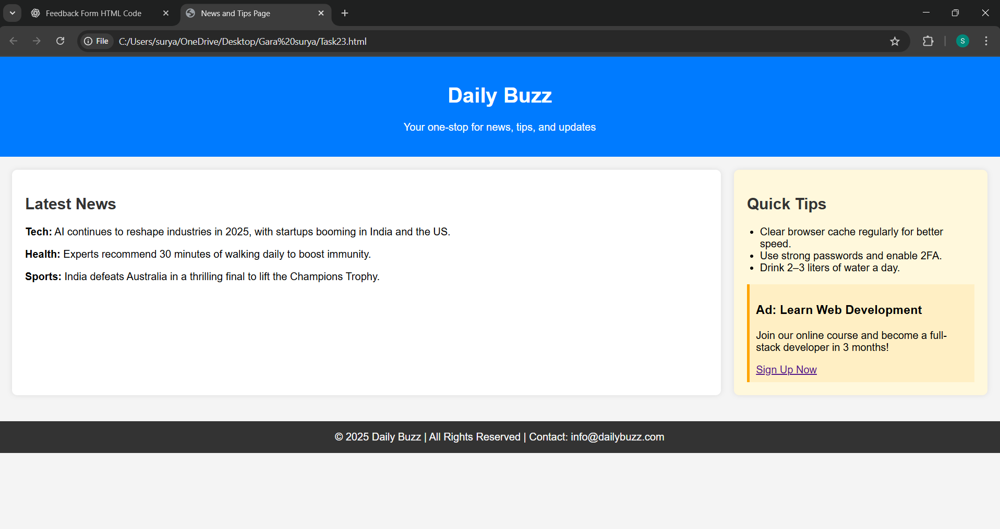 Feedback Form HTML Code
News and Tips Page
File
C:/Users/surya/OneDrive/Desktop/Gara%20surya/Task23.html
S
Daily Buzz
Your one-stop for news, tips, and updates
Latest News
Tech: AI continues to reshape industries in 2025, with startups booming in India and the US.
Health: Experts recommend 30 minutes of walking daily to boost immunity.
Sports: India defeats Australia in a thrilling final to lift the Champions Trophy.
Quick Tips
• Clear browser cache regularly for better
speed.
• Use strong passwords and enable 2FA.
• Drink 2–3 liters of water a day.
Ad: Learn Web Development
Join our online course and become a full-
stack developer in 3 months!
Sign Up Now
© 2025 Daily Buzz | All Rights Reserved | Contact: info@dailybuzz.com